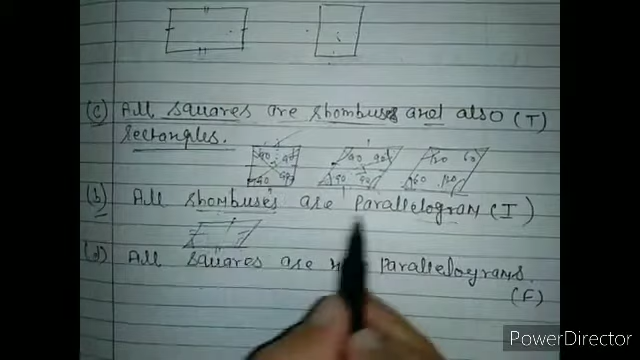 (c) All squares are rhombuses and also (T)
rectangles.
90 90
90 90
90 90
90 90
120 60
60 120
(b) All rhombuses are Parallelogram (T)
(d) All squares are Parallelograms.
(F)
PowerDirector